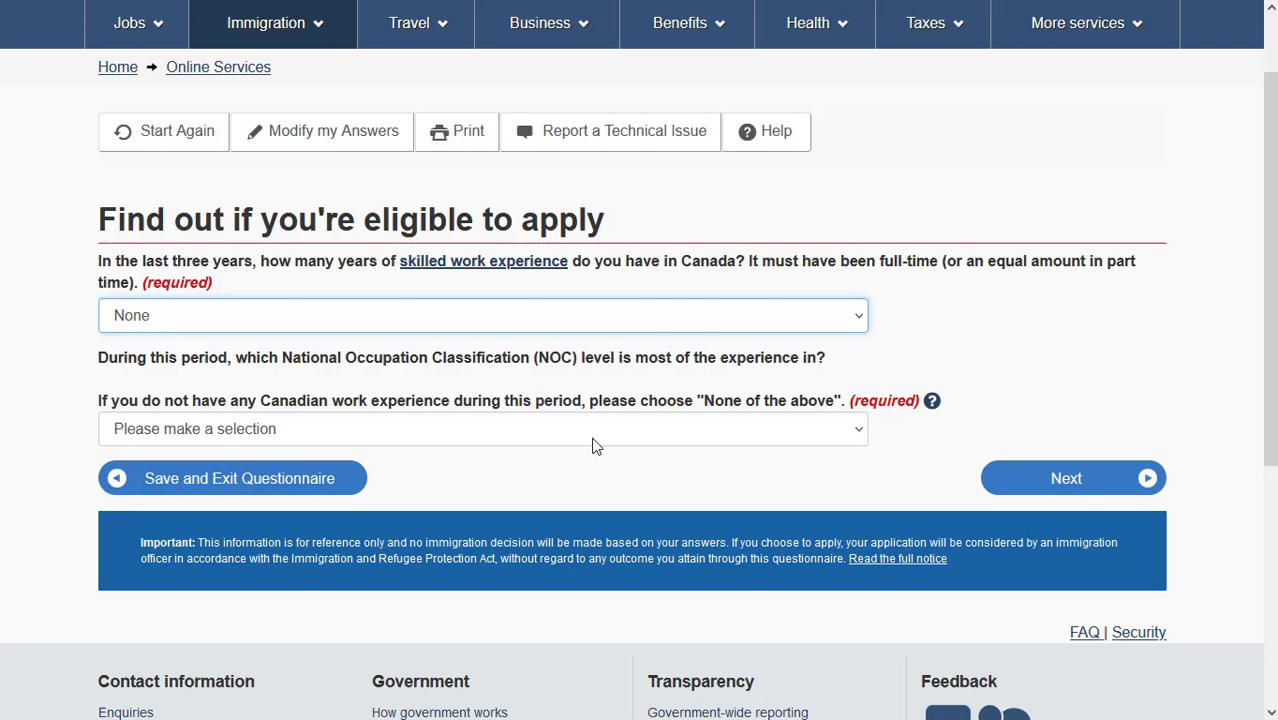 Jobs Immigration Travel Business Benefits Health Taxes More services
Home Online Services
Start Again Modify my Answers Print Report a Technical Issue Help
Find out if you're eligible to apply
In the last three years, how many years of skilled work experience do you have in Canada? It must have been full-time (or an equal amount in part
time). (required)
None
During this period, which National Occupation Classification (NOC) level is most of the experience in?
If you do not have any Canadian work experience during this period, please choose "None of the above". (required) ?
Please make a selection
Save and Exit Questionnaire Next
Important: This information is for reference only and no immigration decision will be made based on your answers. If you choose to apply, your application will be considered by an immigration
officer in accordance with the Immigration and Refugee Protection Act, without regard to any outcome you attain through this questionnaire. Read the full notice
FAQ | Security
Contact information Government Transparency Feedback
Enquiries How government works Government-wide reporting